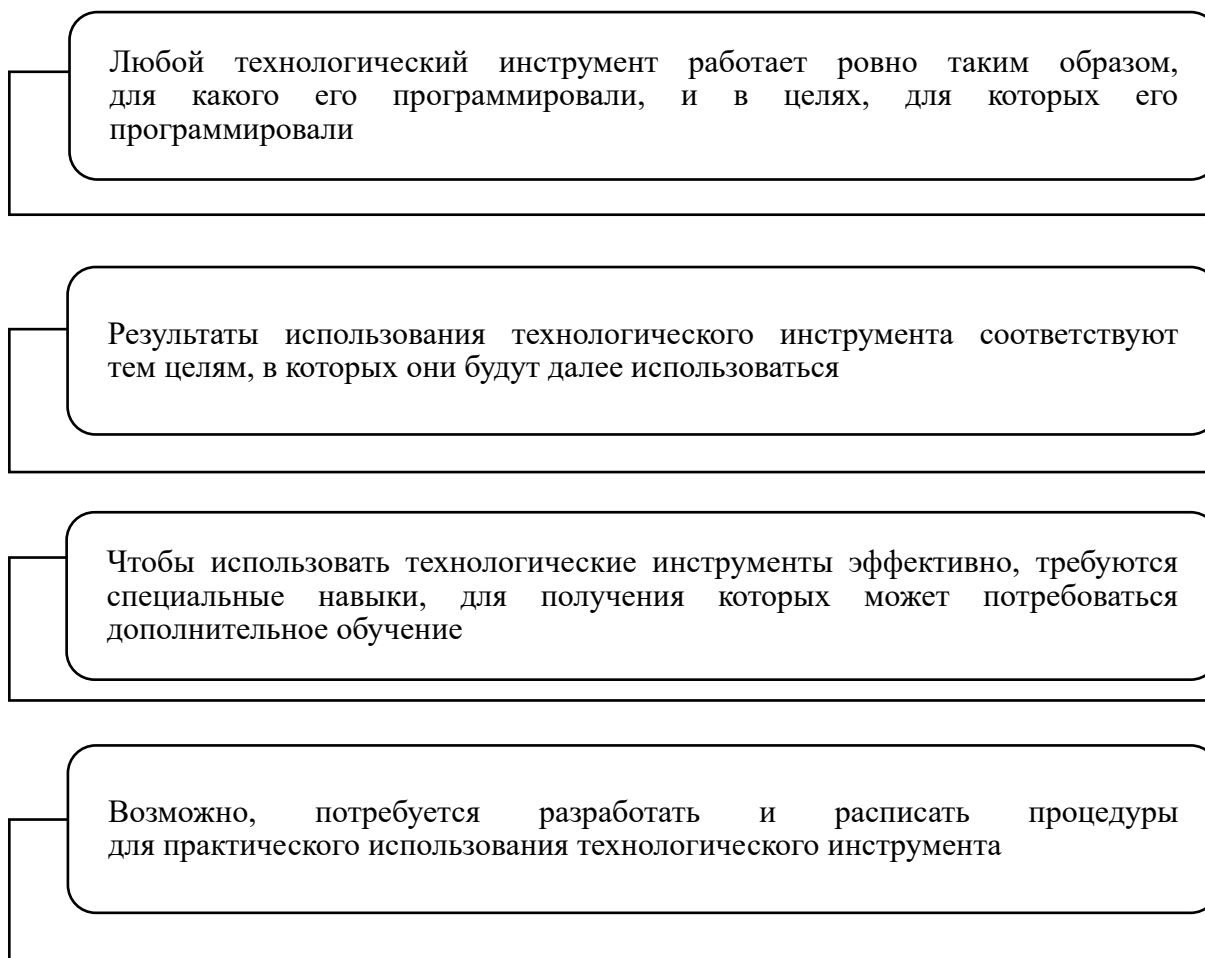 Любой технологический инструмент работает ровно таким образом,
для какого его программировали, и в целях, для которых его
программировали
Результаты использования технологического инструмента соответствуют
тем целям, в которых они будут далее использоваться
Чтобы использовать технологические инструменты эффективно, требуются
специальные навыки, для получения которых может потребоваться
дополнительное обучение
Возможно, потребуется разработать и расписать процедуры
для практического использования технологического инструмента